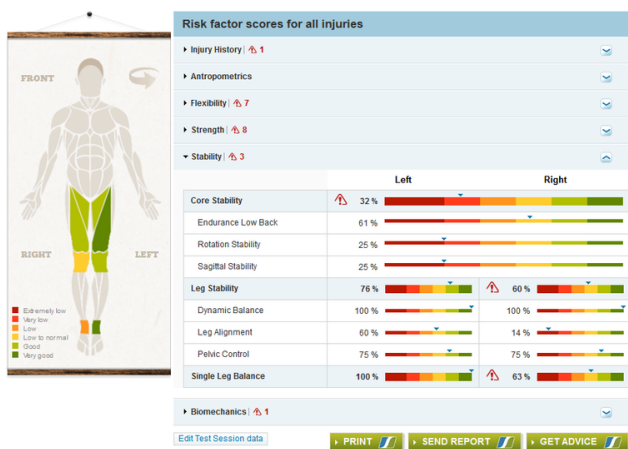 Risk factor scores for all injuries
Injury History | 1
Antropometrics
Flexibility | 7
Strength | 8
Stability | 3
Left Right
Core Stability 32 %
Endurance Low Back 61 %
Rotation Stability 25 %
Sagittal Stability 25 %
Leg Stability 76 % 60 %
Dynamic Balance 100 % 100 %
Leg Alignment 60 % 14 %
Pelvic Control 75 % 75 %
Single Leg Balance 100 % 63 %
Biomechanics | 1
Edit Test Session data
PRINT SEND REPORT GET ADVICE
FRONT
RIGHT LEFT
Extremely low
Very low
Low
Low to normal
Good
Very good